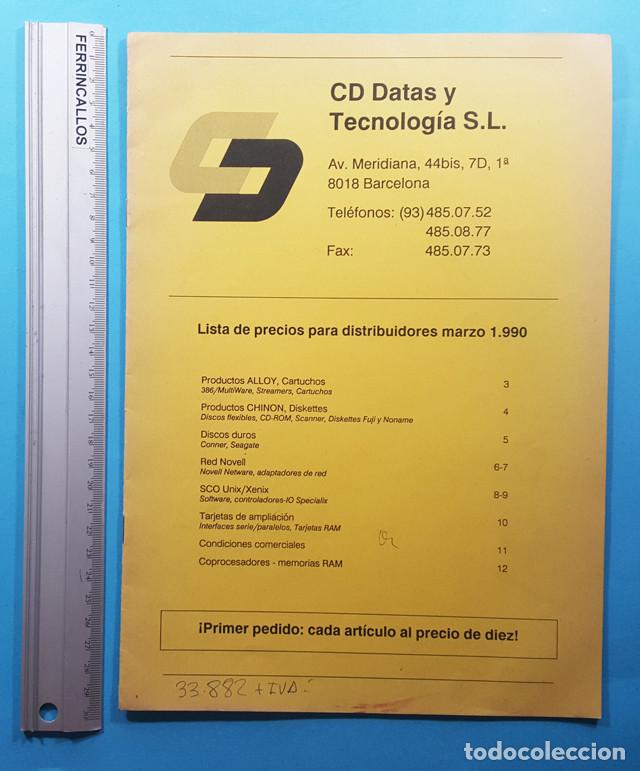 FERRINCALLOS
CD Datas y
Tecnología S.L.
Av. Meridiana, 44bis, 7D, 1ª
8018 Barcelona
Teléfonos: (93) 485.07.52
485.08.77
Fax: 485.07.73
Lista de precios para distribuidores marzo 1.990
Productos ALLOY, Cartuchos 3
386/MultiWare, Streamers, Cartuchos
Productos CHINON, Diskettes 4
Discos flexibles, CD-ROM, Scanner, Diskettes Fuji y Noname
Discos duros 5
Conner, Seagate
Red Novell 6-7
Novell Netware, adaptadores de red
SCO Unix/Xenix 8-9
Software, controladores-IO Specialix
Tarjetas de ampliación 10
Interfaces serie/paralelos, Tarjetas RAM
Condiciones comerciales 11
Coprocesadores - memorias RAM 12
¡Primer pedido: cada artículo al precio de diez!
33.882 + IVA
todocoleccion